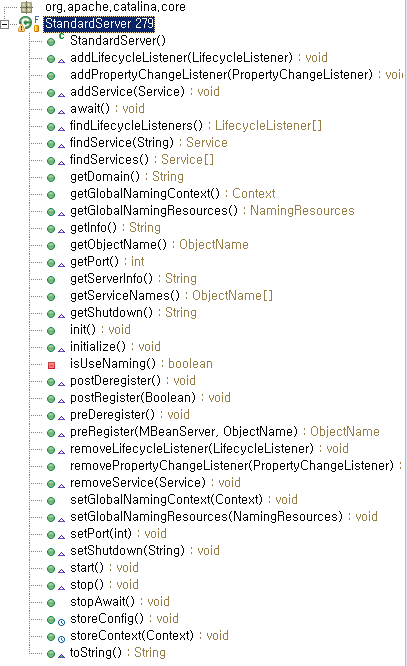 org,apache,catalina,core
StandardServer 279
StandardServer()
addLifecycleListener(LifecycleListener) : void
addPropertyChangeListener(PropertyChangeListener) : voi
addService(Service) : void
await() : void
findLifecycleListeners() : LifecycleListener[]
findService(String) : Service
findServices() : Service[]
getDomain() : String
getGlobalNamingContext() : Context
getGlobalNamingResources() : NamingResources
getInfo() : String
getObjectName() : ObjectName
getPort() : int
getServerInfo() : String
getServiceNames() : ObjectName[]
getShutdown() : String
init() : void
initialize() : void
isUseNaming() : boolean
postDeregister() : void
postRegister(Boolean) : void
preDeregister() : void
preRegister(MBeanServer, ObjectName) : ObjectName
removeLifecycleListener(LifecycleListener) : void
removePropertyChangeListener(PropertyChangeListener) :
removeService(Service) : void
setGlobalNamingContext(Context) : void
setGlobalNamingResources(NamingResources) : void
setPort(int) : void
setShutdown(String) : void
start() : void
stop() : void
stopAwait() : void
storeConfig() : void
storeContext(Context) : void
toString() : String